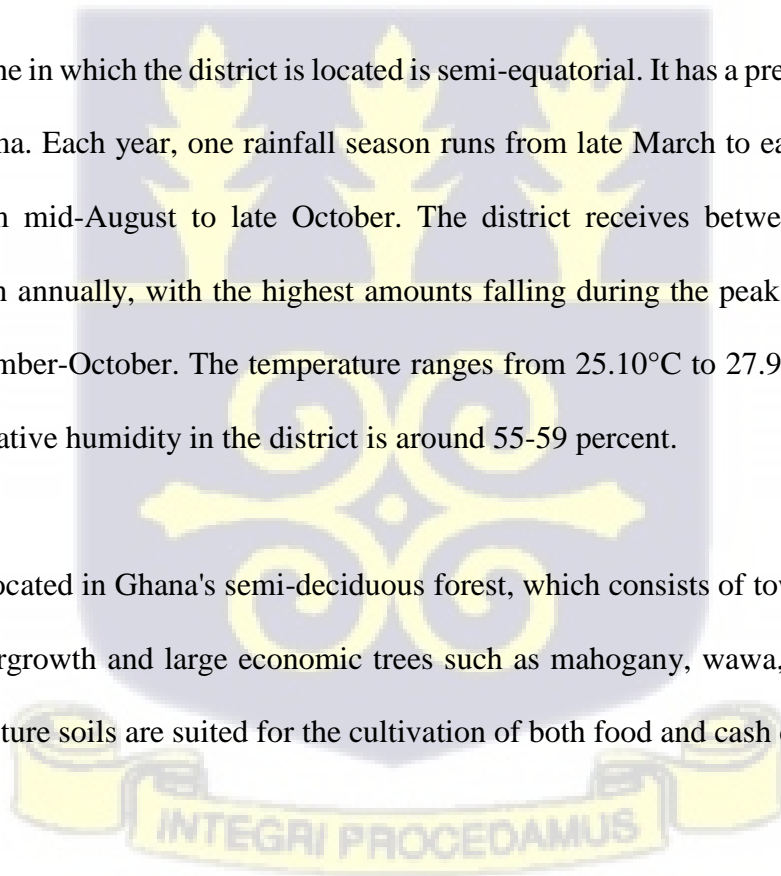 ne in which the district is located is semi-equatorial. It has a pre
na. Each year, one rainfall season runs from late March to ea
n mid-August to late October. The district receives betwe
n annually, with the highest amounts falling during the peak
mber-October. The temperature ranges from 25.10°C to 27.9
ative humidity in the district is around 55-59 percent.
ocated in Ghana's semi-deciduous forest, which consists of to
rgrowth and large economic trees such as mahogany, wawa,
ture soils are suited for the cultivation of both food and cash
INTEGRI PROCEDAMUS